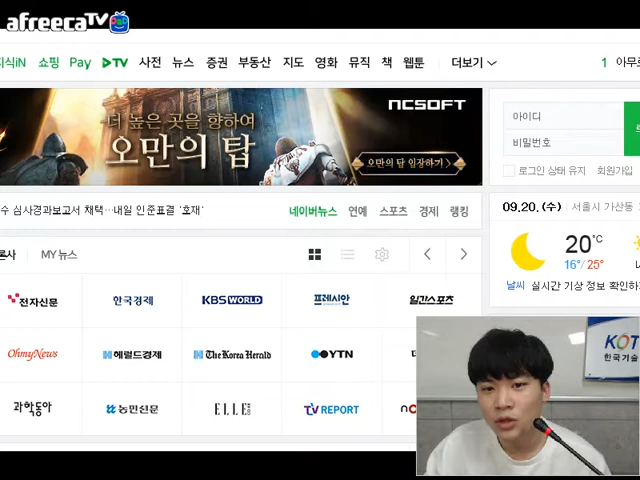 afreecaTV
지식iN 쇼핑 Pay TV 사전 뉴스 증권 부동산 지도 영화 뮤직 책 웹툰 더보기 1 아무로
더 높은 곳을 향하여
오만의 탑
NCSOFT
오만의 탑 입장하기
아이디
비밀번호
로그인 상태 유지 회원가입
수 심사경과보고서 채택…내일 인준표결 '호재'
네이버뉴스 연예 스포츠 경제 랭킹
09.20.(수) 서울시 가산동
론사 MY 뉴스
20°C
16°/25°
날씨 실시간 기상 정보 확인하
전자신문 한국경제 KBS WORLD 프레시안 일간스포츠
OhmyNews 헤럴드경제 The Korea Herald YTN
과학동아 농민신문 ELLE TV REPORT
KOT
한국기술